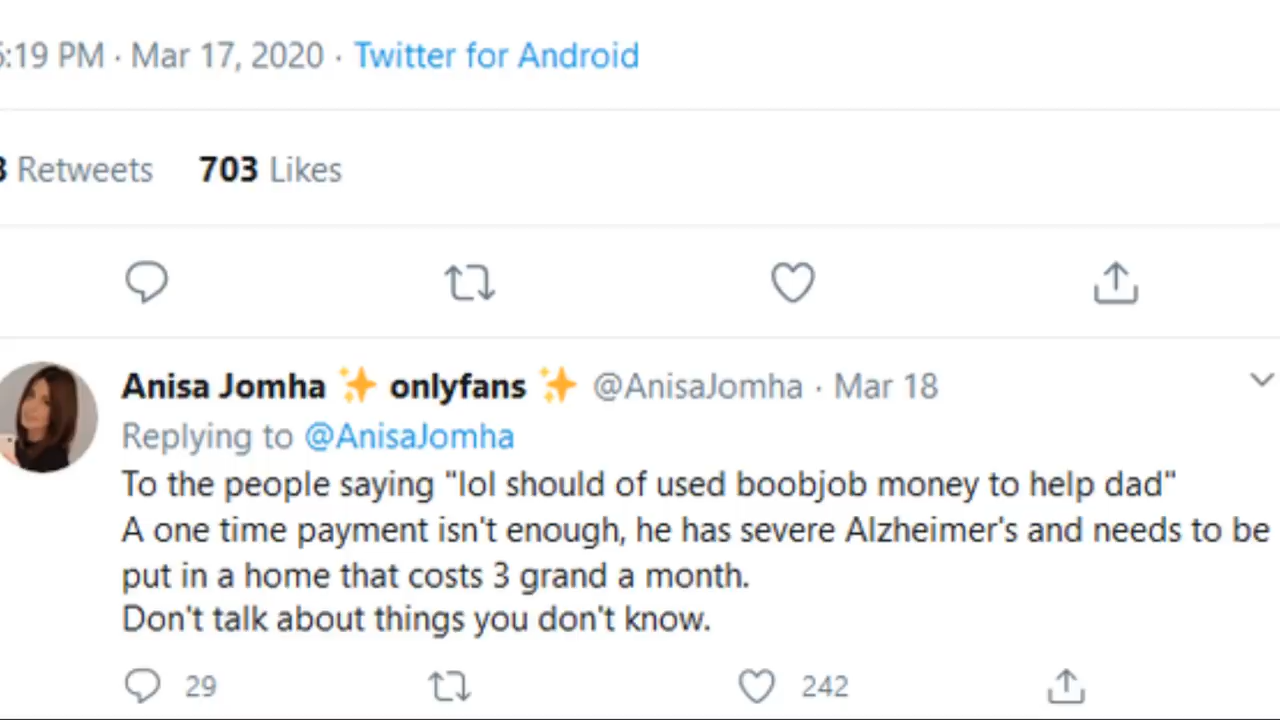 :19 PM · Mar 17, 2020 · Twitter for Android
Retweets 703 Likes
Anisa Jomha ✨ onlyfans ✨ @AnisaJomha · Mar 18
Replying to @AnisaJomha
To the people saying "lol should of used boobjob money to help dad"
A one time payment isn't enough, he has severe Alzheimer's and needs to be
put in a home that costs 3 grand a month.
Don't talk about things you don't know.
29 242